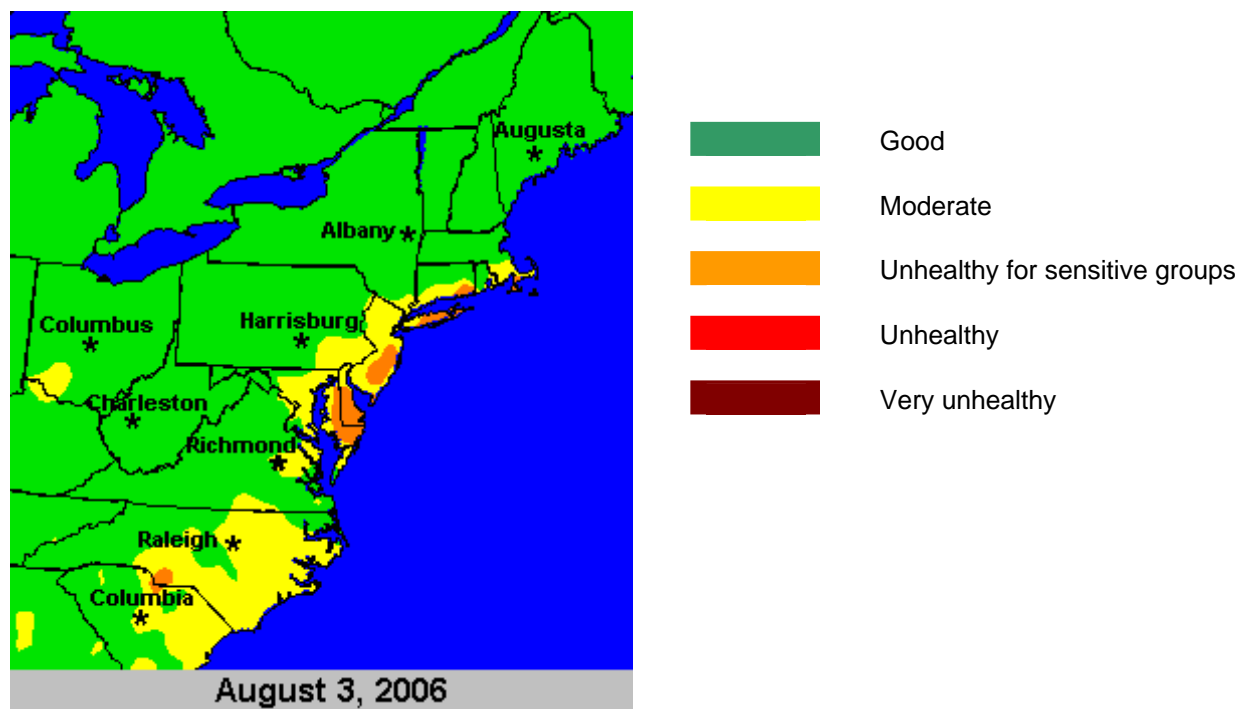 Augusta
Albany
Columbus
Harrisburg
Charleston
Richmond
Raleigh
Columbia
August 3, 2006
Good
Moderate
Unhealthy for sensitive groups
Unhealthy
Very unhealthy